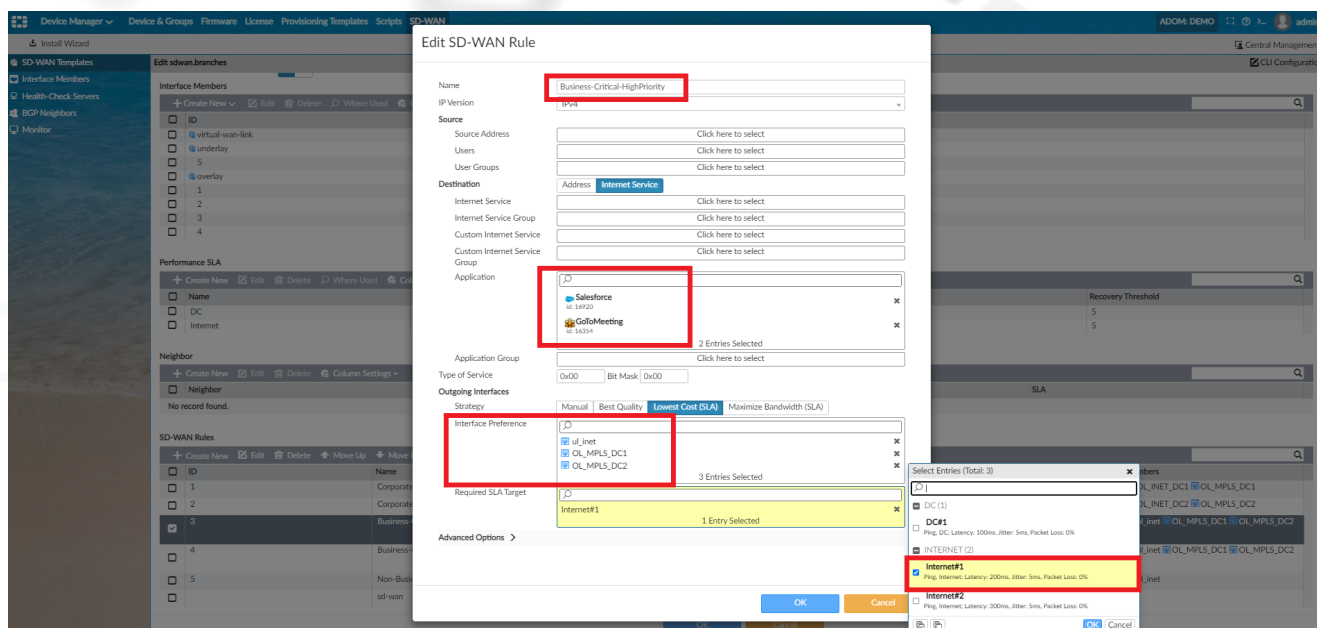 Device Manager Device & Groups Firmware License Provisioning Templates Scripts SD-WAN ADOM: DEMO admin
Install Wizard Central Management
SD-WAN Templates
Interface Members
Health-Check Servers
BGP Neighbors
Monitor
Edit sdwan.branches CLI Configuratio
Interface Members
Create New Edit Delete Where Used
ID
virtual-wan-link
underlay
5
overlay
1
2
3
4
Performance SLA
Create New Edit Delete Where Used Col
Name Recovery Threshold
DC 5
Internet 5
Neighbor
Create New Edit Delete Column Settings
Neighbor SLA
No record found.
SD-WAN Rules
Create New Edit Delete Move Up Move
ID Name mbers
1 Corporate L_INET_DC1 OL_MPLS_DC1
2 Corporate L_INET_DC2 OL_MPLS_DC2
3 Business- l_inet OL_MPLS_DC1 OL_MPLS_DC2
4 Business- l_inet OL_MPLS_DC1 OL_MPLS_DC2
5 Non-Busi l_inet
sd-wan
Edit SD-WAN Rule
Name Business-Critical-HighPriority
IP Version IPv4
Source
Source Address Click here to select
Users Click here to select
User Groups Click here to select
Destination Address Internet Service
Internet Service Click here to select
Internet Service Group Click here to select
Custom Internet Service Click here to select
Custom Internet Service Click here to select
Group
Application
Salesforce
id: 16920
GoToMeeting
id: 16354
2 Entries Selected
Application Group Click here to select
Type of Service 0x00 Bit Mask 0x00
Outgoing Interfaces
Strategy Manual Best Quality Lowest Cost (SLA) Maximize Bandwidth (SLA)
Interface Preference
ul_inet
OL_MPLS_DC1
OL_MPLS_DC2
3 Entries Selected
Required SLA Target
Internet#1
1 Entry Selected
Advanced Options >
OK Cancel
Select Entries (Total: 3)
DC (1)
DC#1
Ping, DC; Latency: 100ms, Jitter: 5ms, Packet Loss: 0%
INTERNET (2)
Internet#1
Ping, Internet; Latency: 200ms, Jitter: 5ms, Packet Loss: 0%
Internet#2
Ping, Internet; Latency: 300ms, Jitter: 5ms, Packet Loss: 0%
OK Cancel
OK Cancel